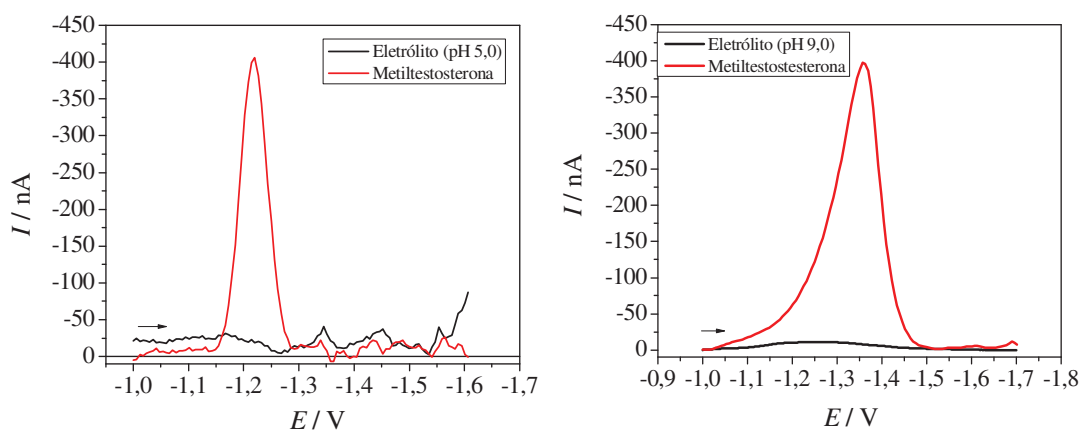 -450
-400
-350
-300
-250
-200
-150
-100
-50
0
I / nA
Eletrólito (pH 5,0)
Metiltestosterona
-1,0 -1,1 -1,2 -1,3 -1,4 -1,5 -1,6 -1,7
E / V
-450
-400
-350
-300
-250
-200
-150
-100
-50
0
I / nA
Eletrólito (pH 9,0)
Metiltestostesterona
-0,9 -1,0 -1,1 -1,2 -1,3 -1,4 -1,5 -1,6 -1,7 -1,8
E / V